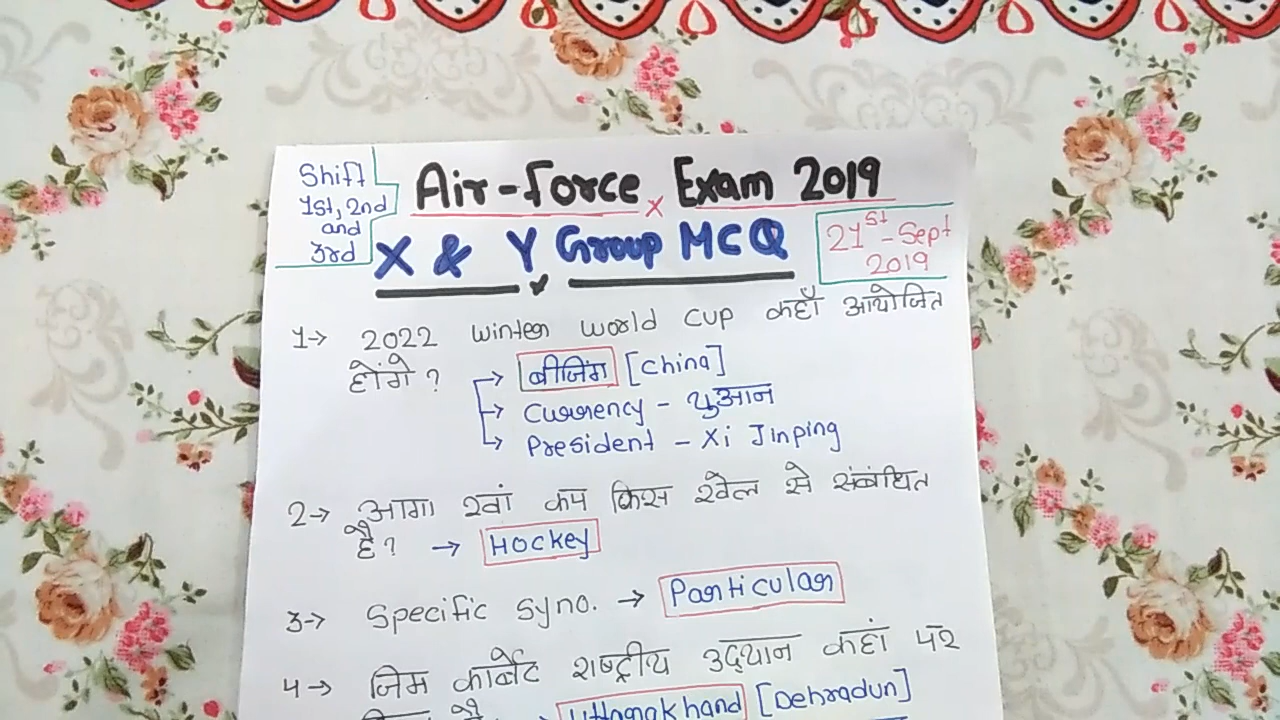 Shift
1st, 2nd
and
3rd
Air-force Exam 2019
X & Y Group MCQ
21st-Sept
2019
1→ 2022 winter world cup कहाँ आयोजित
होंगे ? → बीजिंग [China]
→ Currency - युआन
→ President - Xi Jinping
2→ आगा खां कप किस खेल से संबंधित
है? → Hockey
3→ Specific Syno. → Particular
4→ जिम कार्बेट राष्ट्रीय उद्यान कहां पर
है → Uttarakhand [Dehradun]